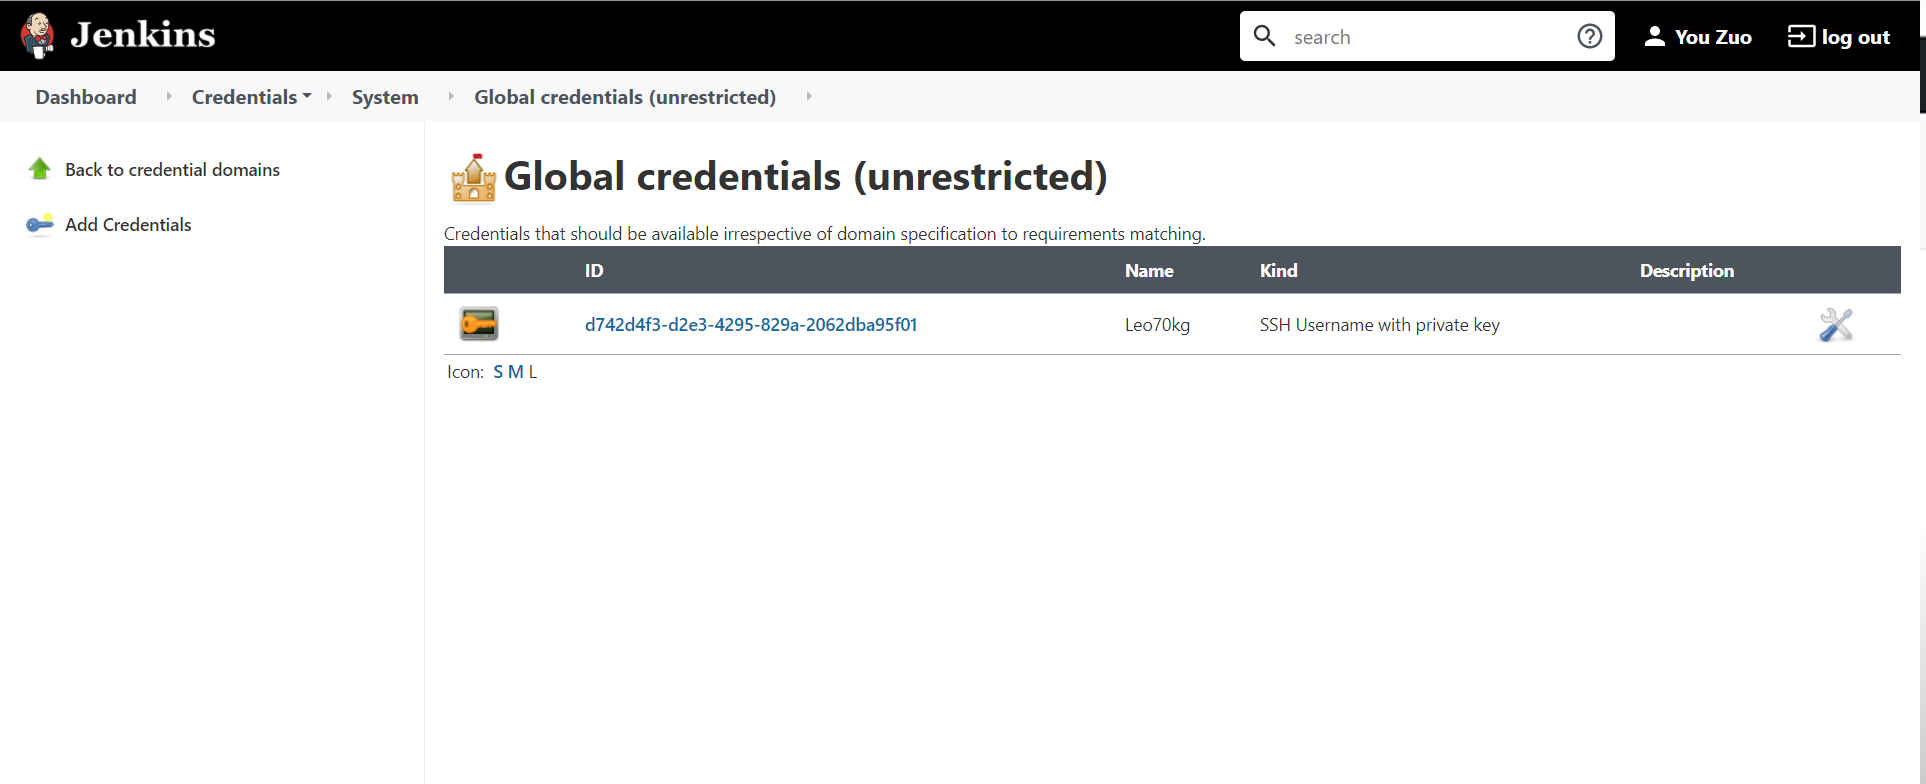 Jenkins
search
You Zuo
log out
Dashboard Credentials System Global credentials (unrestricted)
Back to credential domains
Add Credentials
Global credentials (unrestricted)
Credentials that should be available irrespective of domain specification to requirements matching.
ID Name Kind Description
d742d4f3-d2e3-4295-829a-2062dba95f01 Leo70kg SSH Username with private key
Icon: S M L